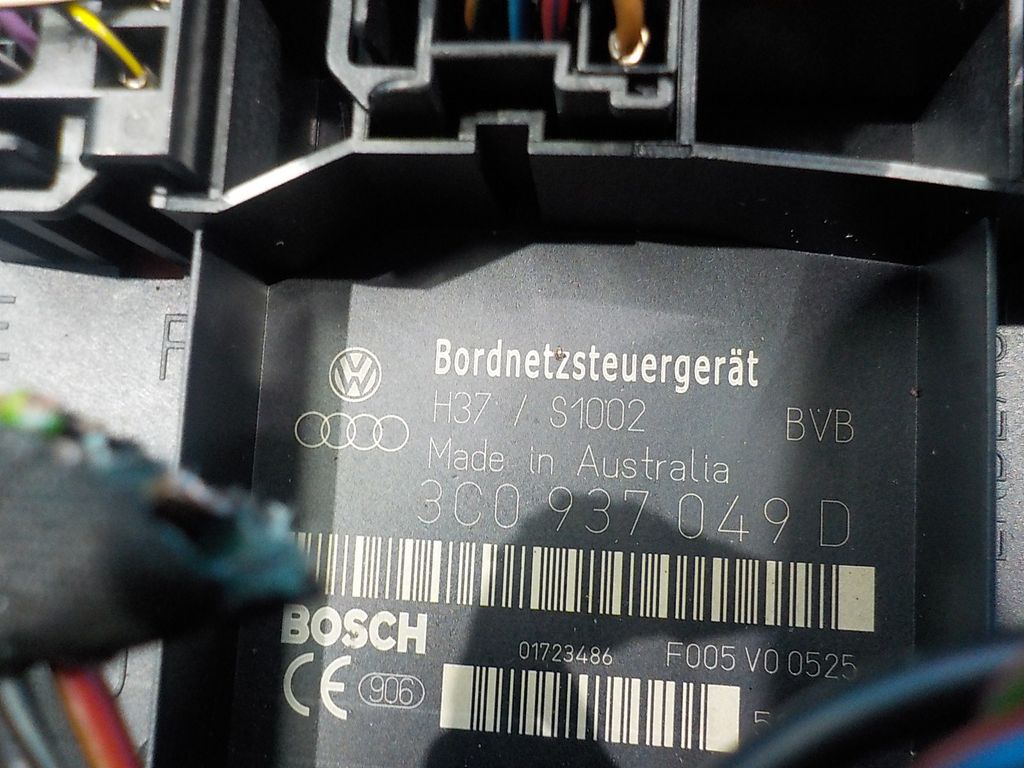 Bordnetzsteuergerät
H37 / S1002 BVB
Made in Australia
3C0 937 049 D
BOSCH
01723486 F005 V0 0525
CE 906